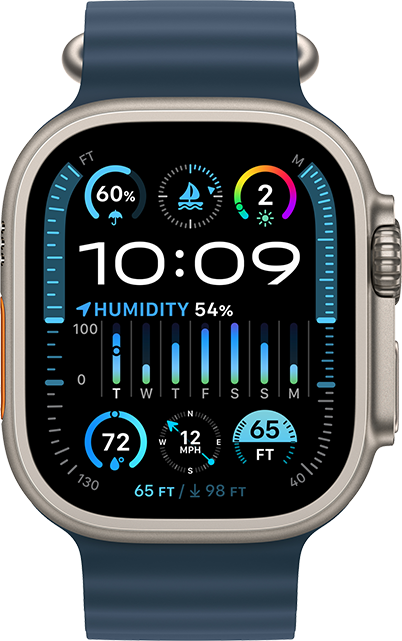 FT M
60% 2
10:09
HUMIDITY 54%
100
0
T W T F S S M
72
N
W 12 E
MPH
S
65
FT
130 40
65 FT / 98 FT